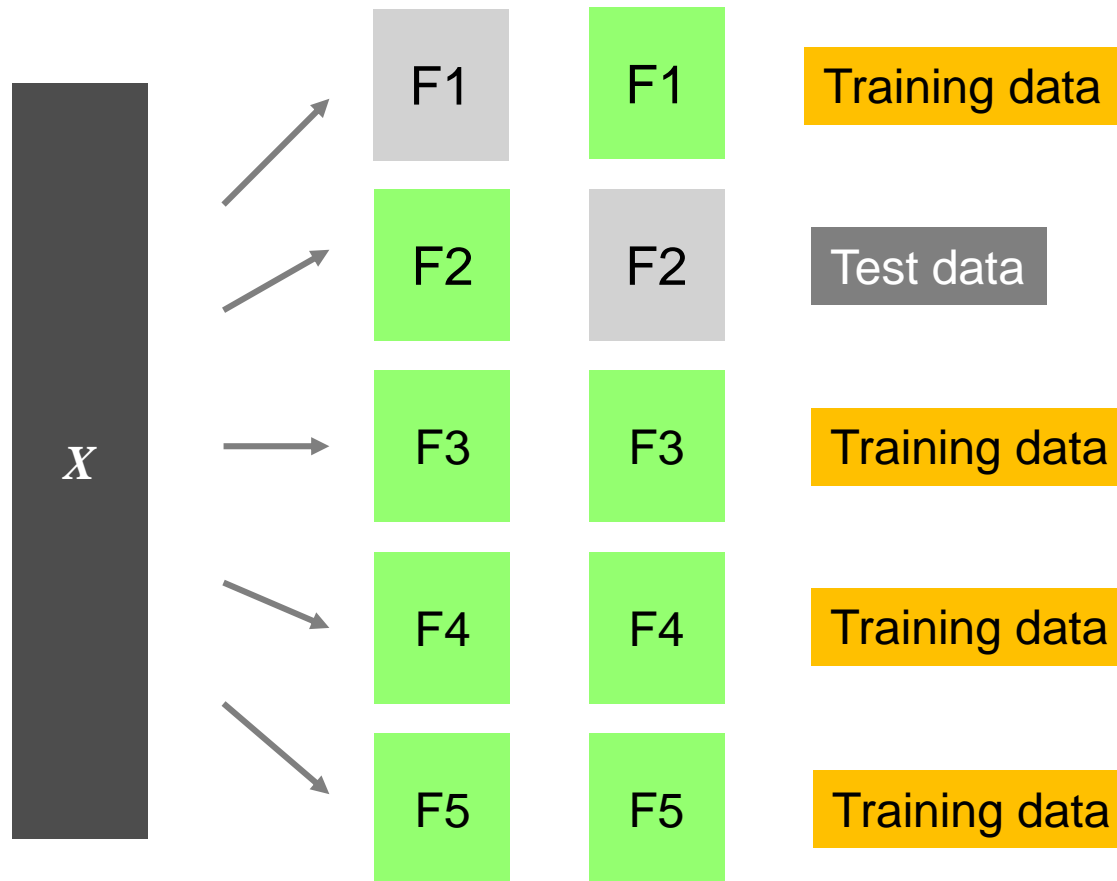 X
F1 F1 Training data
F2 F2 Test data
F3 F3 Training data
F4 F4 Training data
F5 F5 Training data